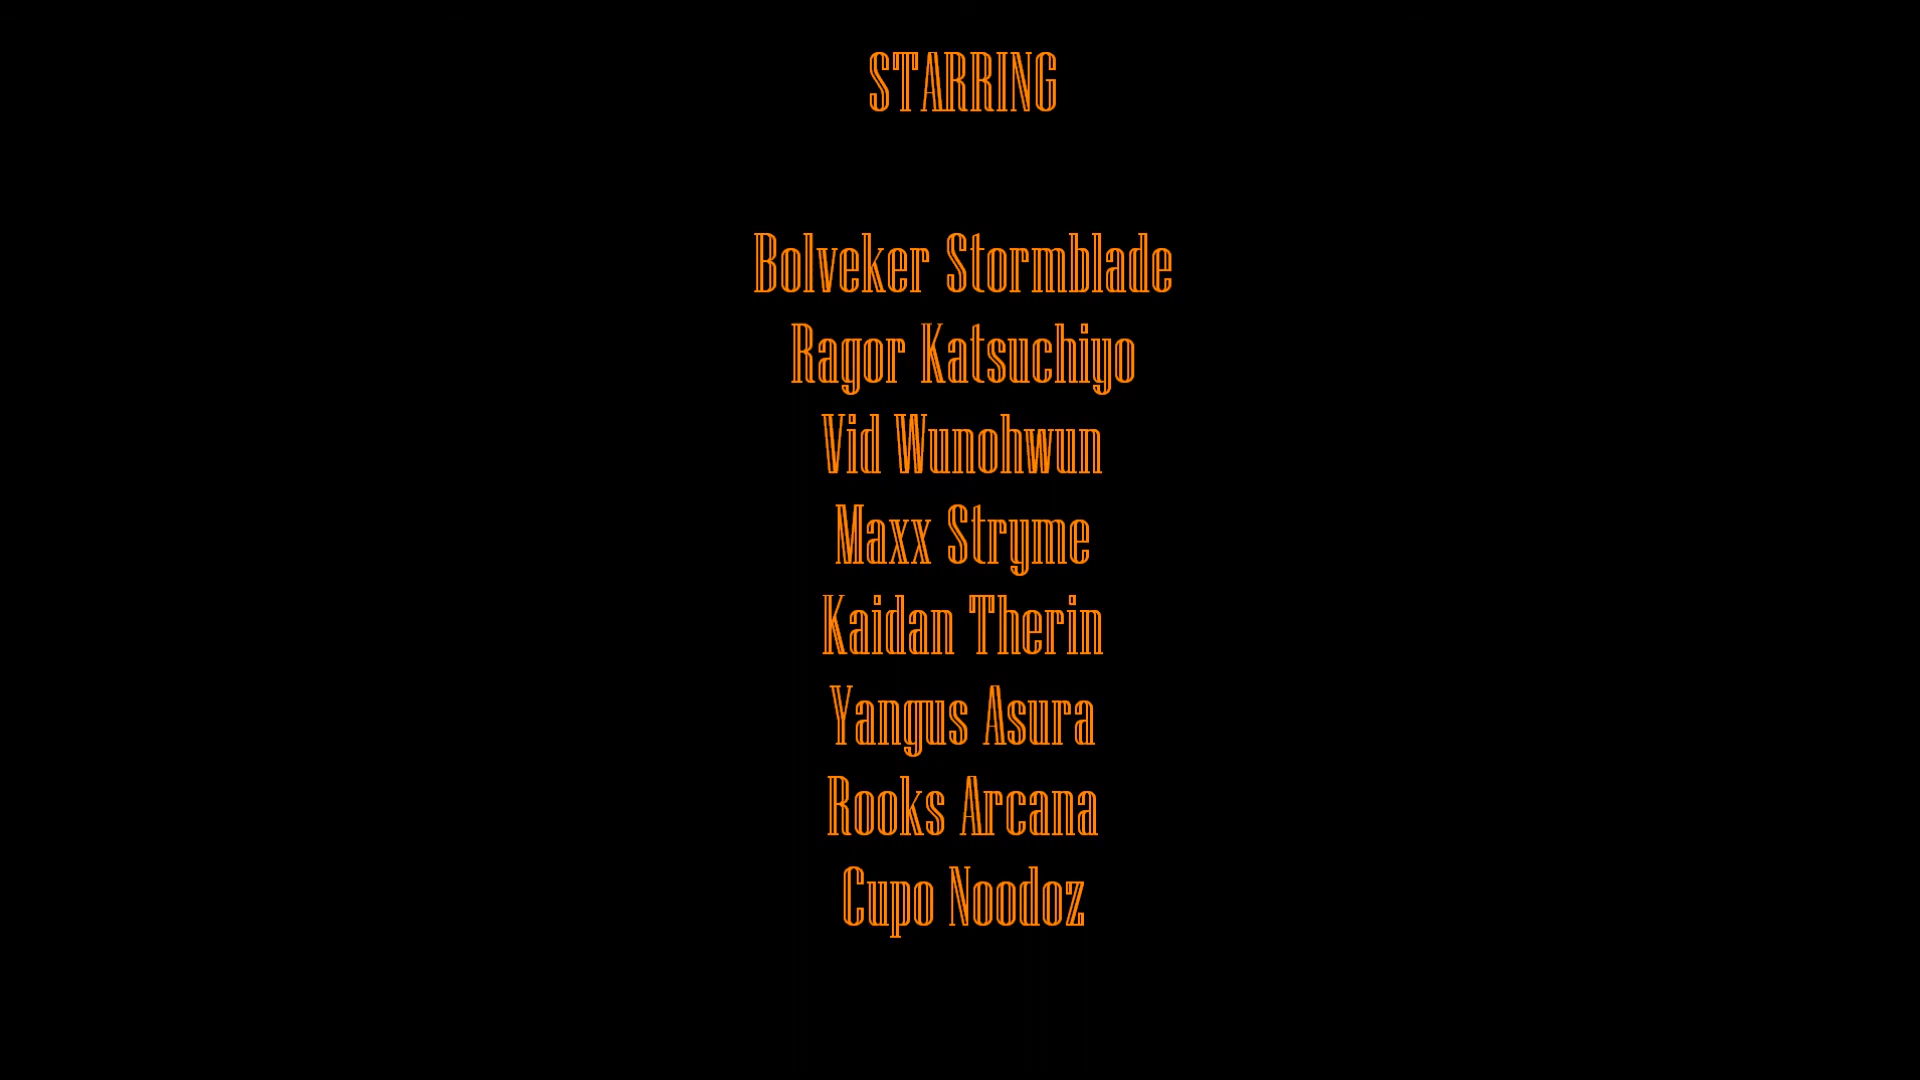 STARRING
Bolveker Stormblade
Ragor Katsuchiyo
Vid Wunohwun
Maxx Stryme
Kaidan Therin
Yangus Asura
Rooks Arcana
Cupo Noodoz